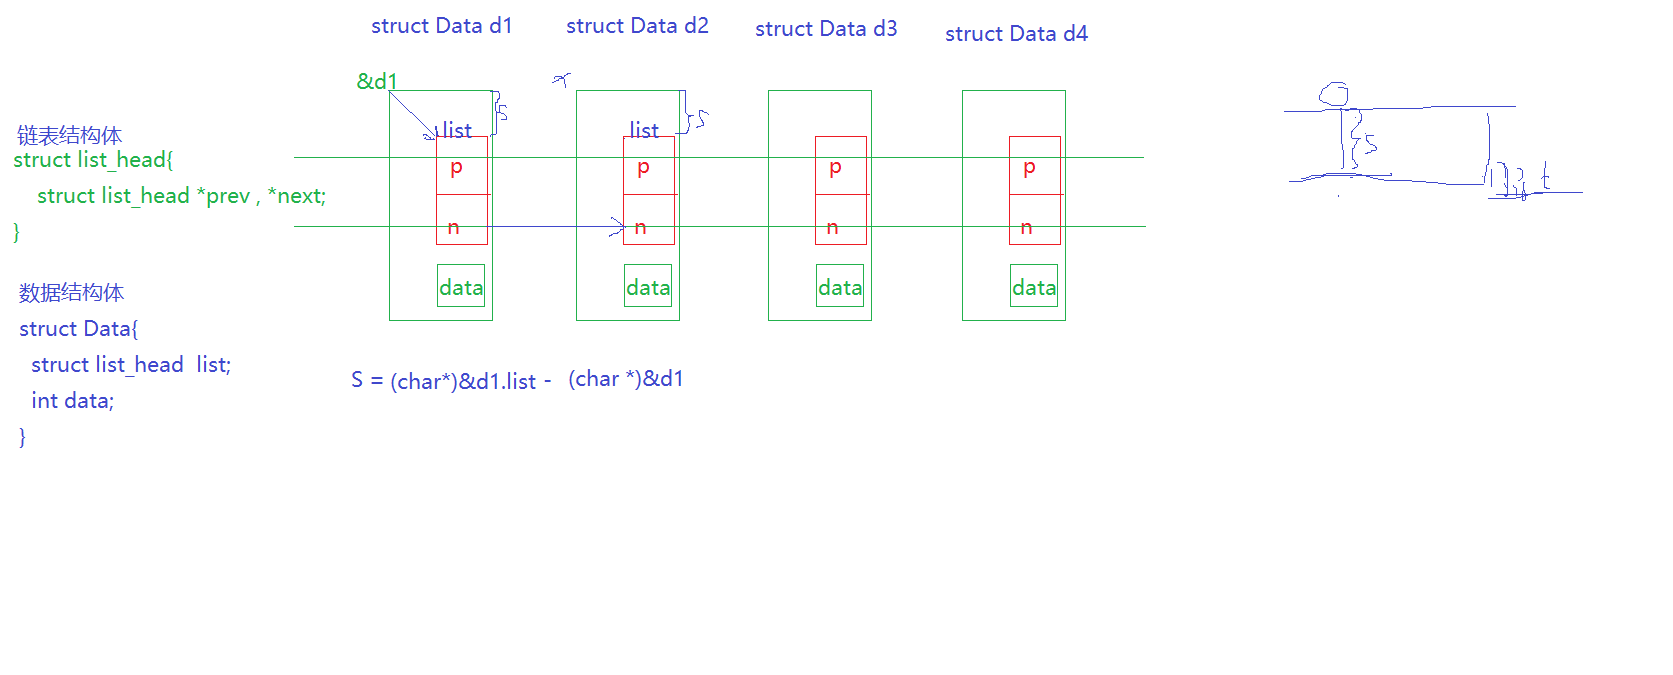 struct Data d1
struct Data d2
struct Data d3
struct Data d4
&d1
链表结构体
struct list_head{
struct list_head *prev , *next;
}
数据结构体
struct Data{
struct list_head list;
int data;
}
list
p
n
data
S
x
list
p
n
data
S
p
n
data
p
n
data
S = (char*)&d1.list - (char *)&d1
0
S